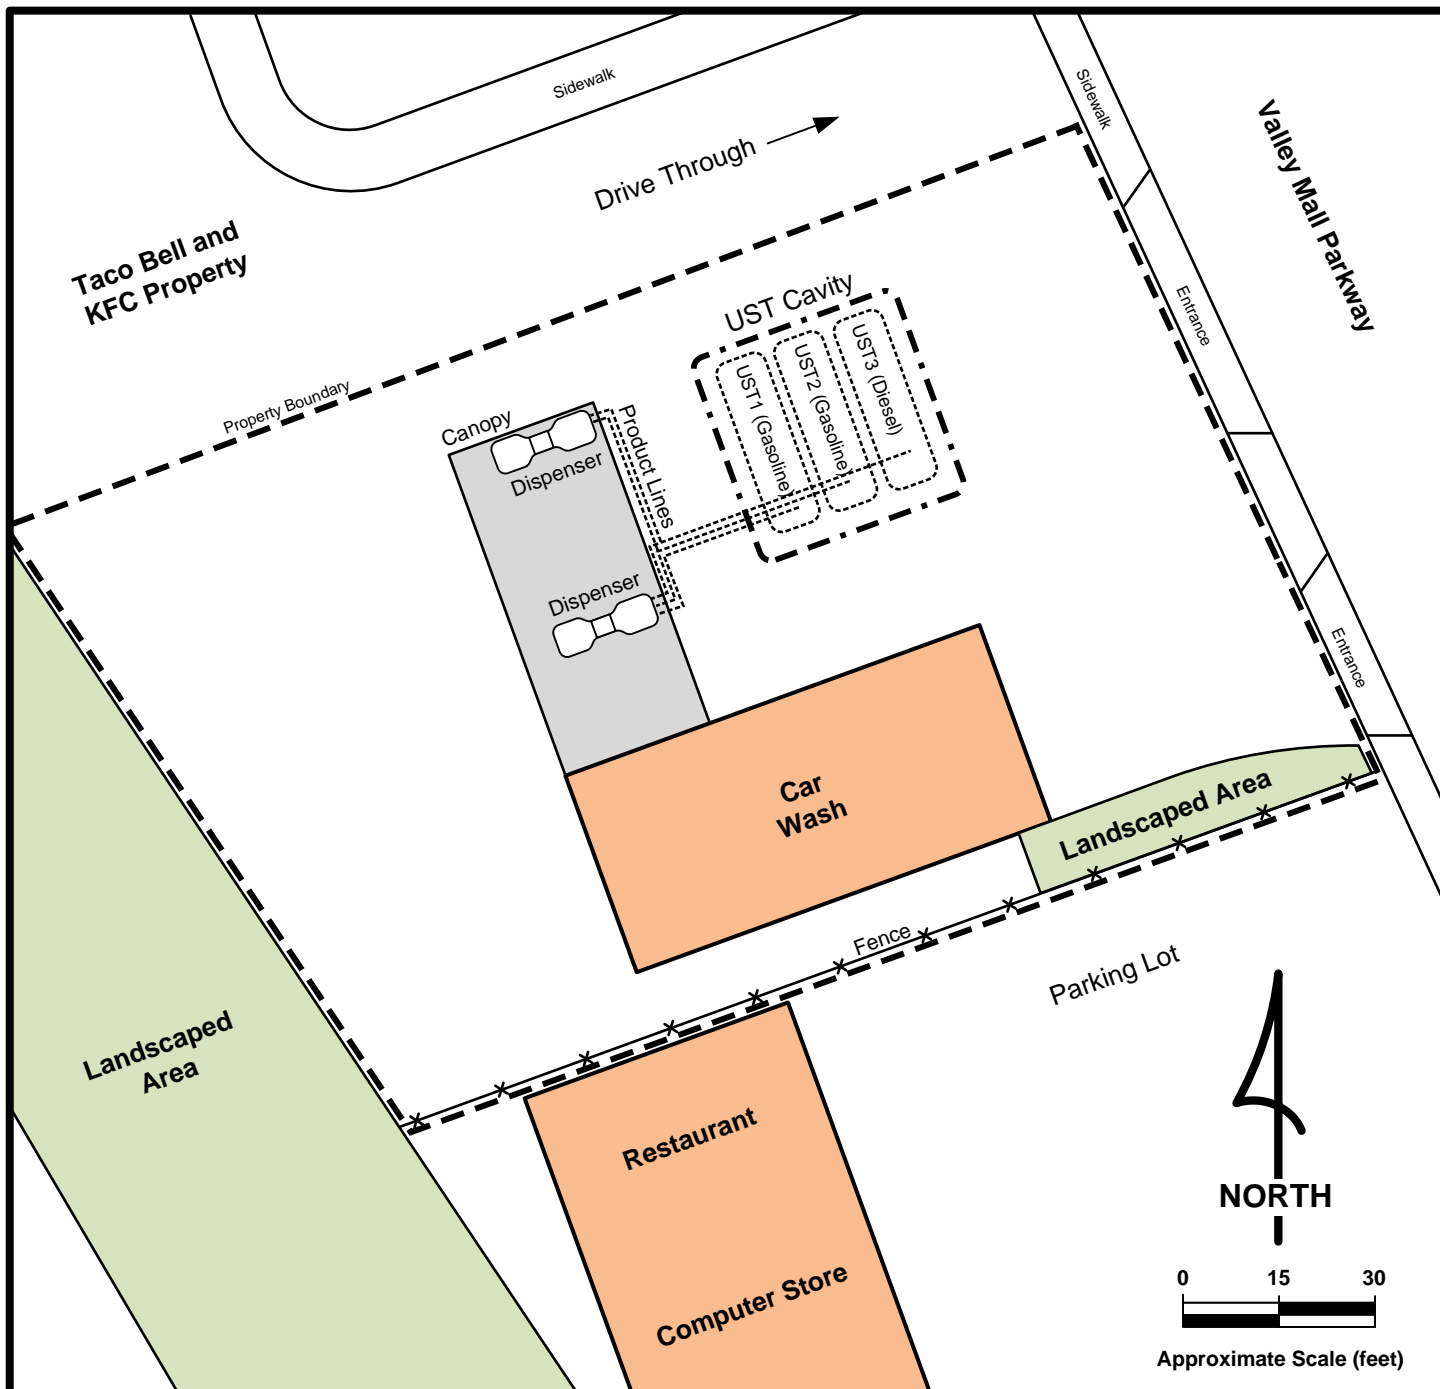 Sidewalk
Sidewalk
Drive Through
Valley Mall Parkway
Taco Bell and
KFC Property
UST Cavity
Entrance
UST1 (Gasoline)
UST2 (Gasoline)
UST3 (Diesel)
Property Boundary
Canopy
Product Lines
Dispenser
Dispenser
Entrance
Car
Wash
Landscaped Area
Fence
Parking Lot
Landscaped
Area
Restaurant
NORTH
Computer Store
0 15 30
Approximate Scale (feet)